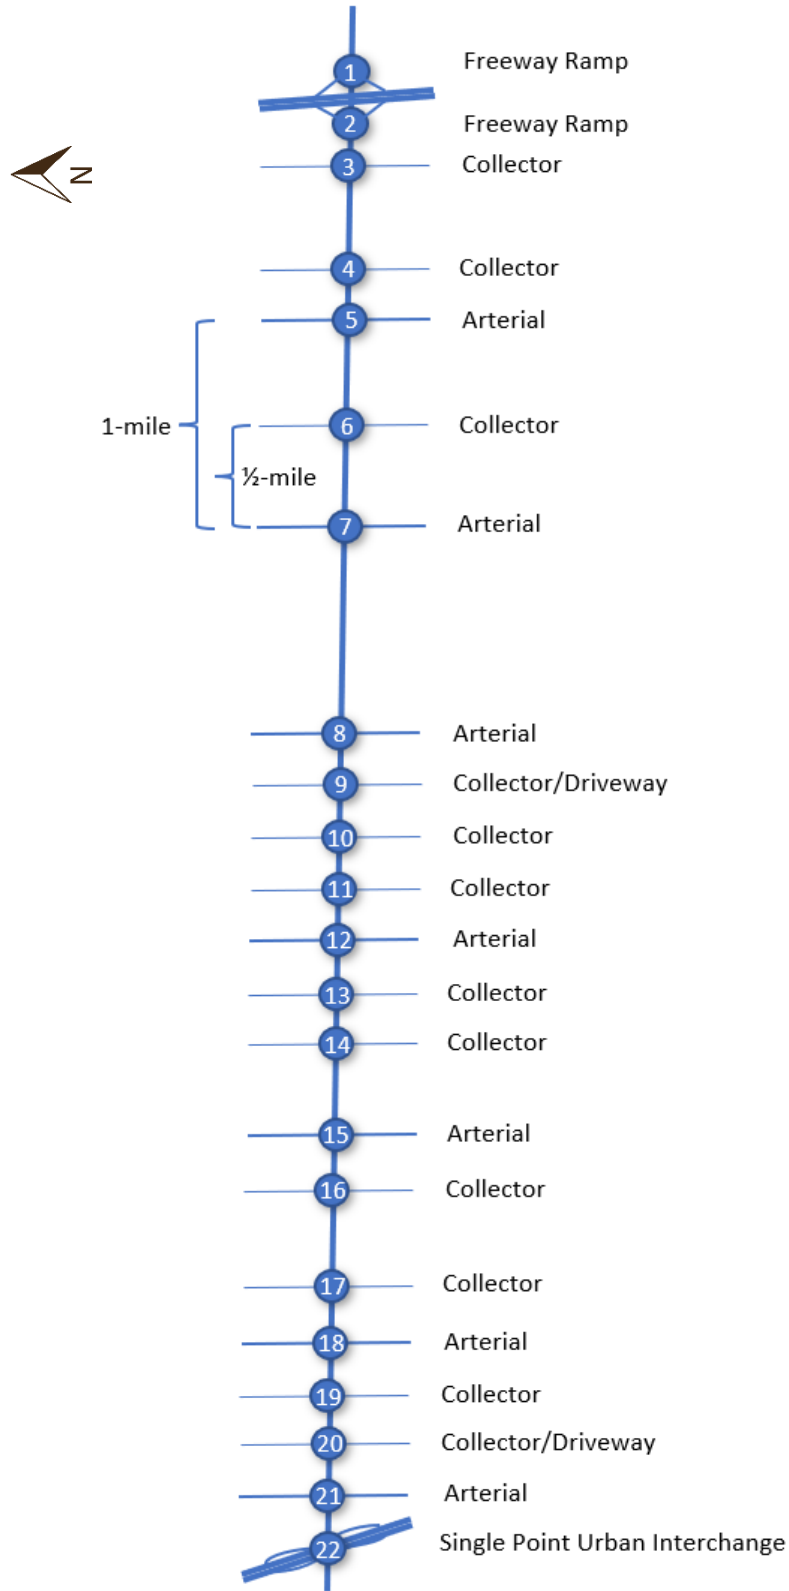 1 Freeway Ramp
2 Freeway Ramp
3 Collector
N
4 Collector
5 Arterial
1-mile
6 Collector
½-mile
7 Arterial
8 Arterial
9 Collector/Driveway
10 Collector
11 Collector
12 Arterial
13 Collector
14 Collector
15 Arterial
16 Collector
17 Collector
18 Arterial
19 Collector
20 Collector/Driveway
21 Arterial
22 Single Point Urban Interchange